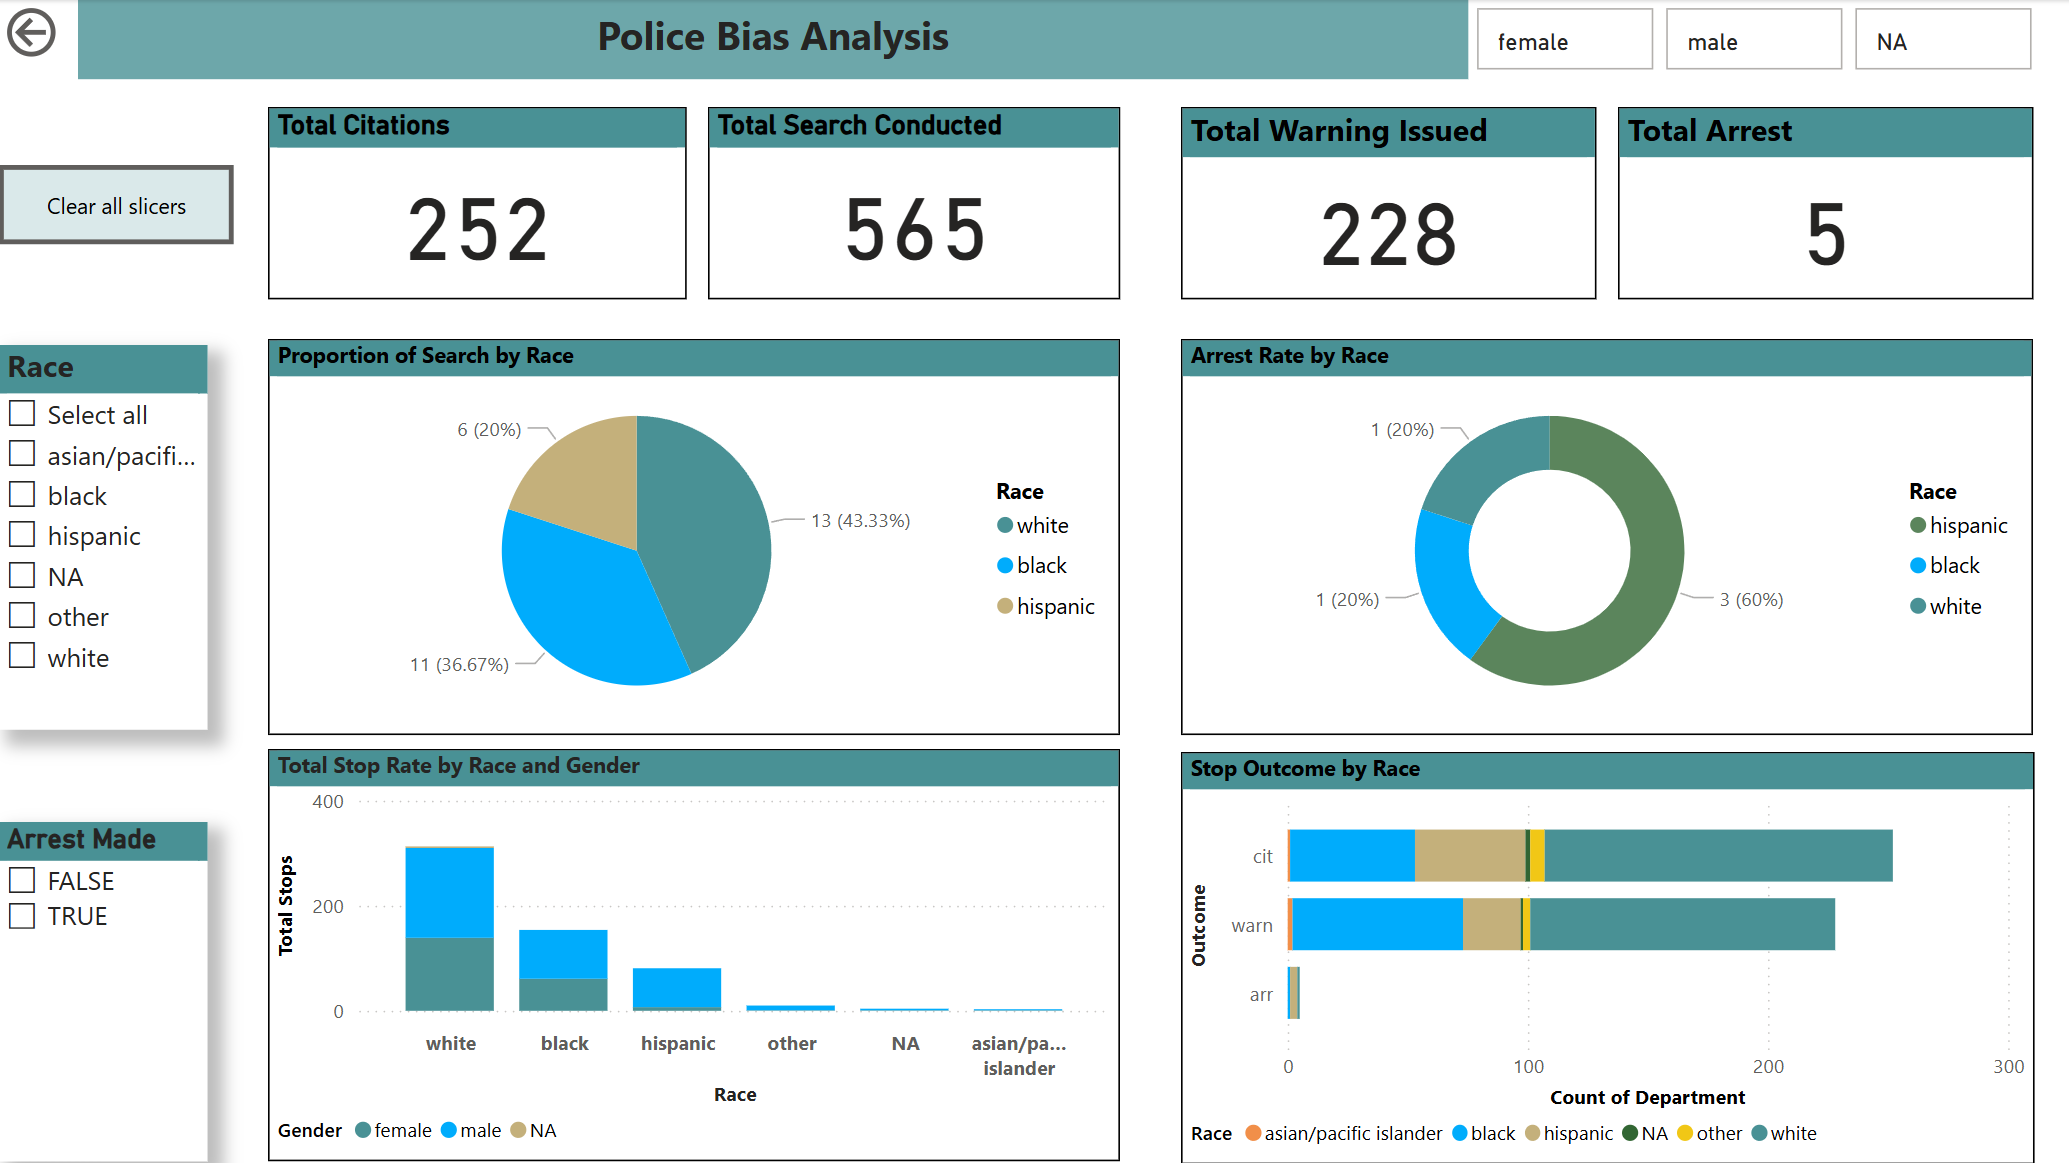 Police Bias Analysis
female
male
NA
Clear all slicers
Total Citations
252
Total Search Conducted
565
Total Warning Issued
228
Total Arrest
5
Race
Select all
asian/pacifi...
black
hispanic
NA
other
white
Arrest Made
FALSE
TRUE
Proportion of Search by Race
6 (20%)
13 (43.33%)
11 (36.67%)
Race
white
black
hispanic
Arrest Rate by Race
1 (20%)
1 (20%)
3 (60%)
Race
hispanic
black
white
Total Stop Rate by Race and Gender
Total Stops
400
200
0
white
black
hispanic
other
NA
asian/pa...
islander
Race
Gender female male NA
Stop Outcome by Race
Outcome
cit
warn
arr
0
100
200
300
Count of Department
Race asian/pacific islander black hispanic NA other white